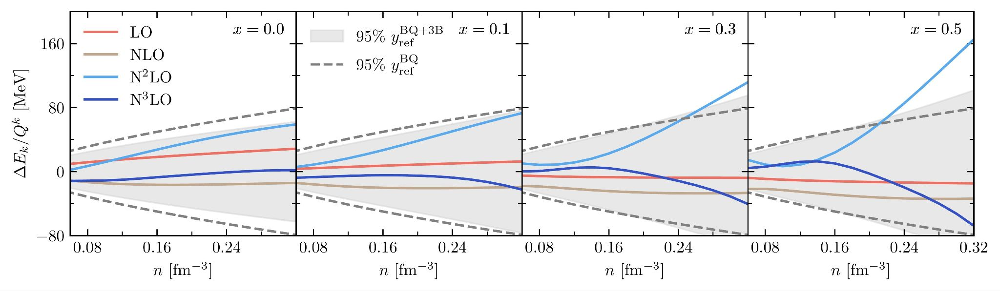 LO
NLO
N²LO
N³LO
x = 0.0
95% y_ref^BQ+3B
95% y_ref^BQ
x = 0.1
x = 0.3
x = 0.5
ΔE_k/Q^k [MeV]
160
80
0
−80
0.08 0.16 0.24 0.08 0.16 0.24 0.08 0.16 0.24 0.08 0.16 0.24 0.32
n [fm⁻³] n [fm⁻³] n [fm⁻³] n [fm⁻³]